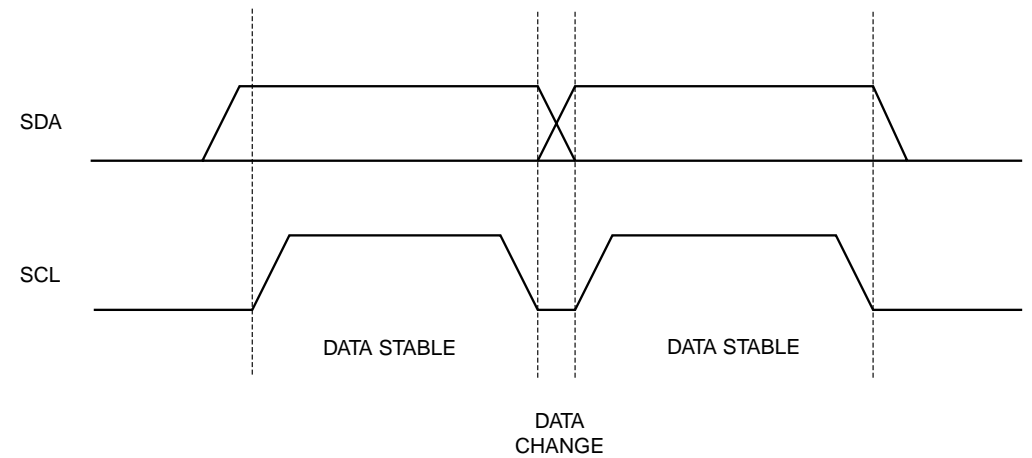 SDA
SCL
DATA STABLE
DATA STABLE
DATA
CHANGE